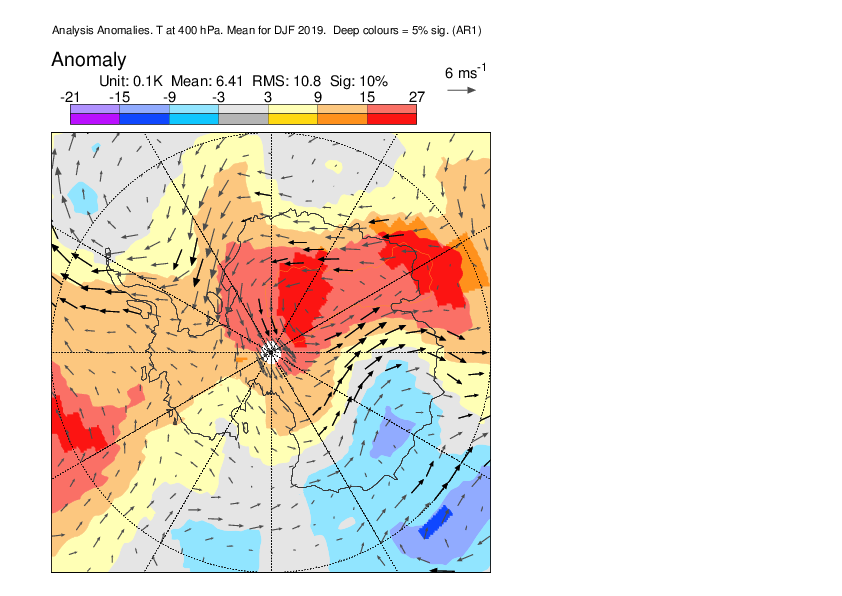 Analysis Anomalies. T at 400 hPa. Mean for DJF 2019.  Deep colours = 5% sig. (AR1)
Anomaly
6 ms-1
Unit: 0.1K  Mean: 6.41  RMS: 10.8  Sig: 10%
-21 -15 -9 -3 3 9 15 27